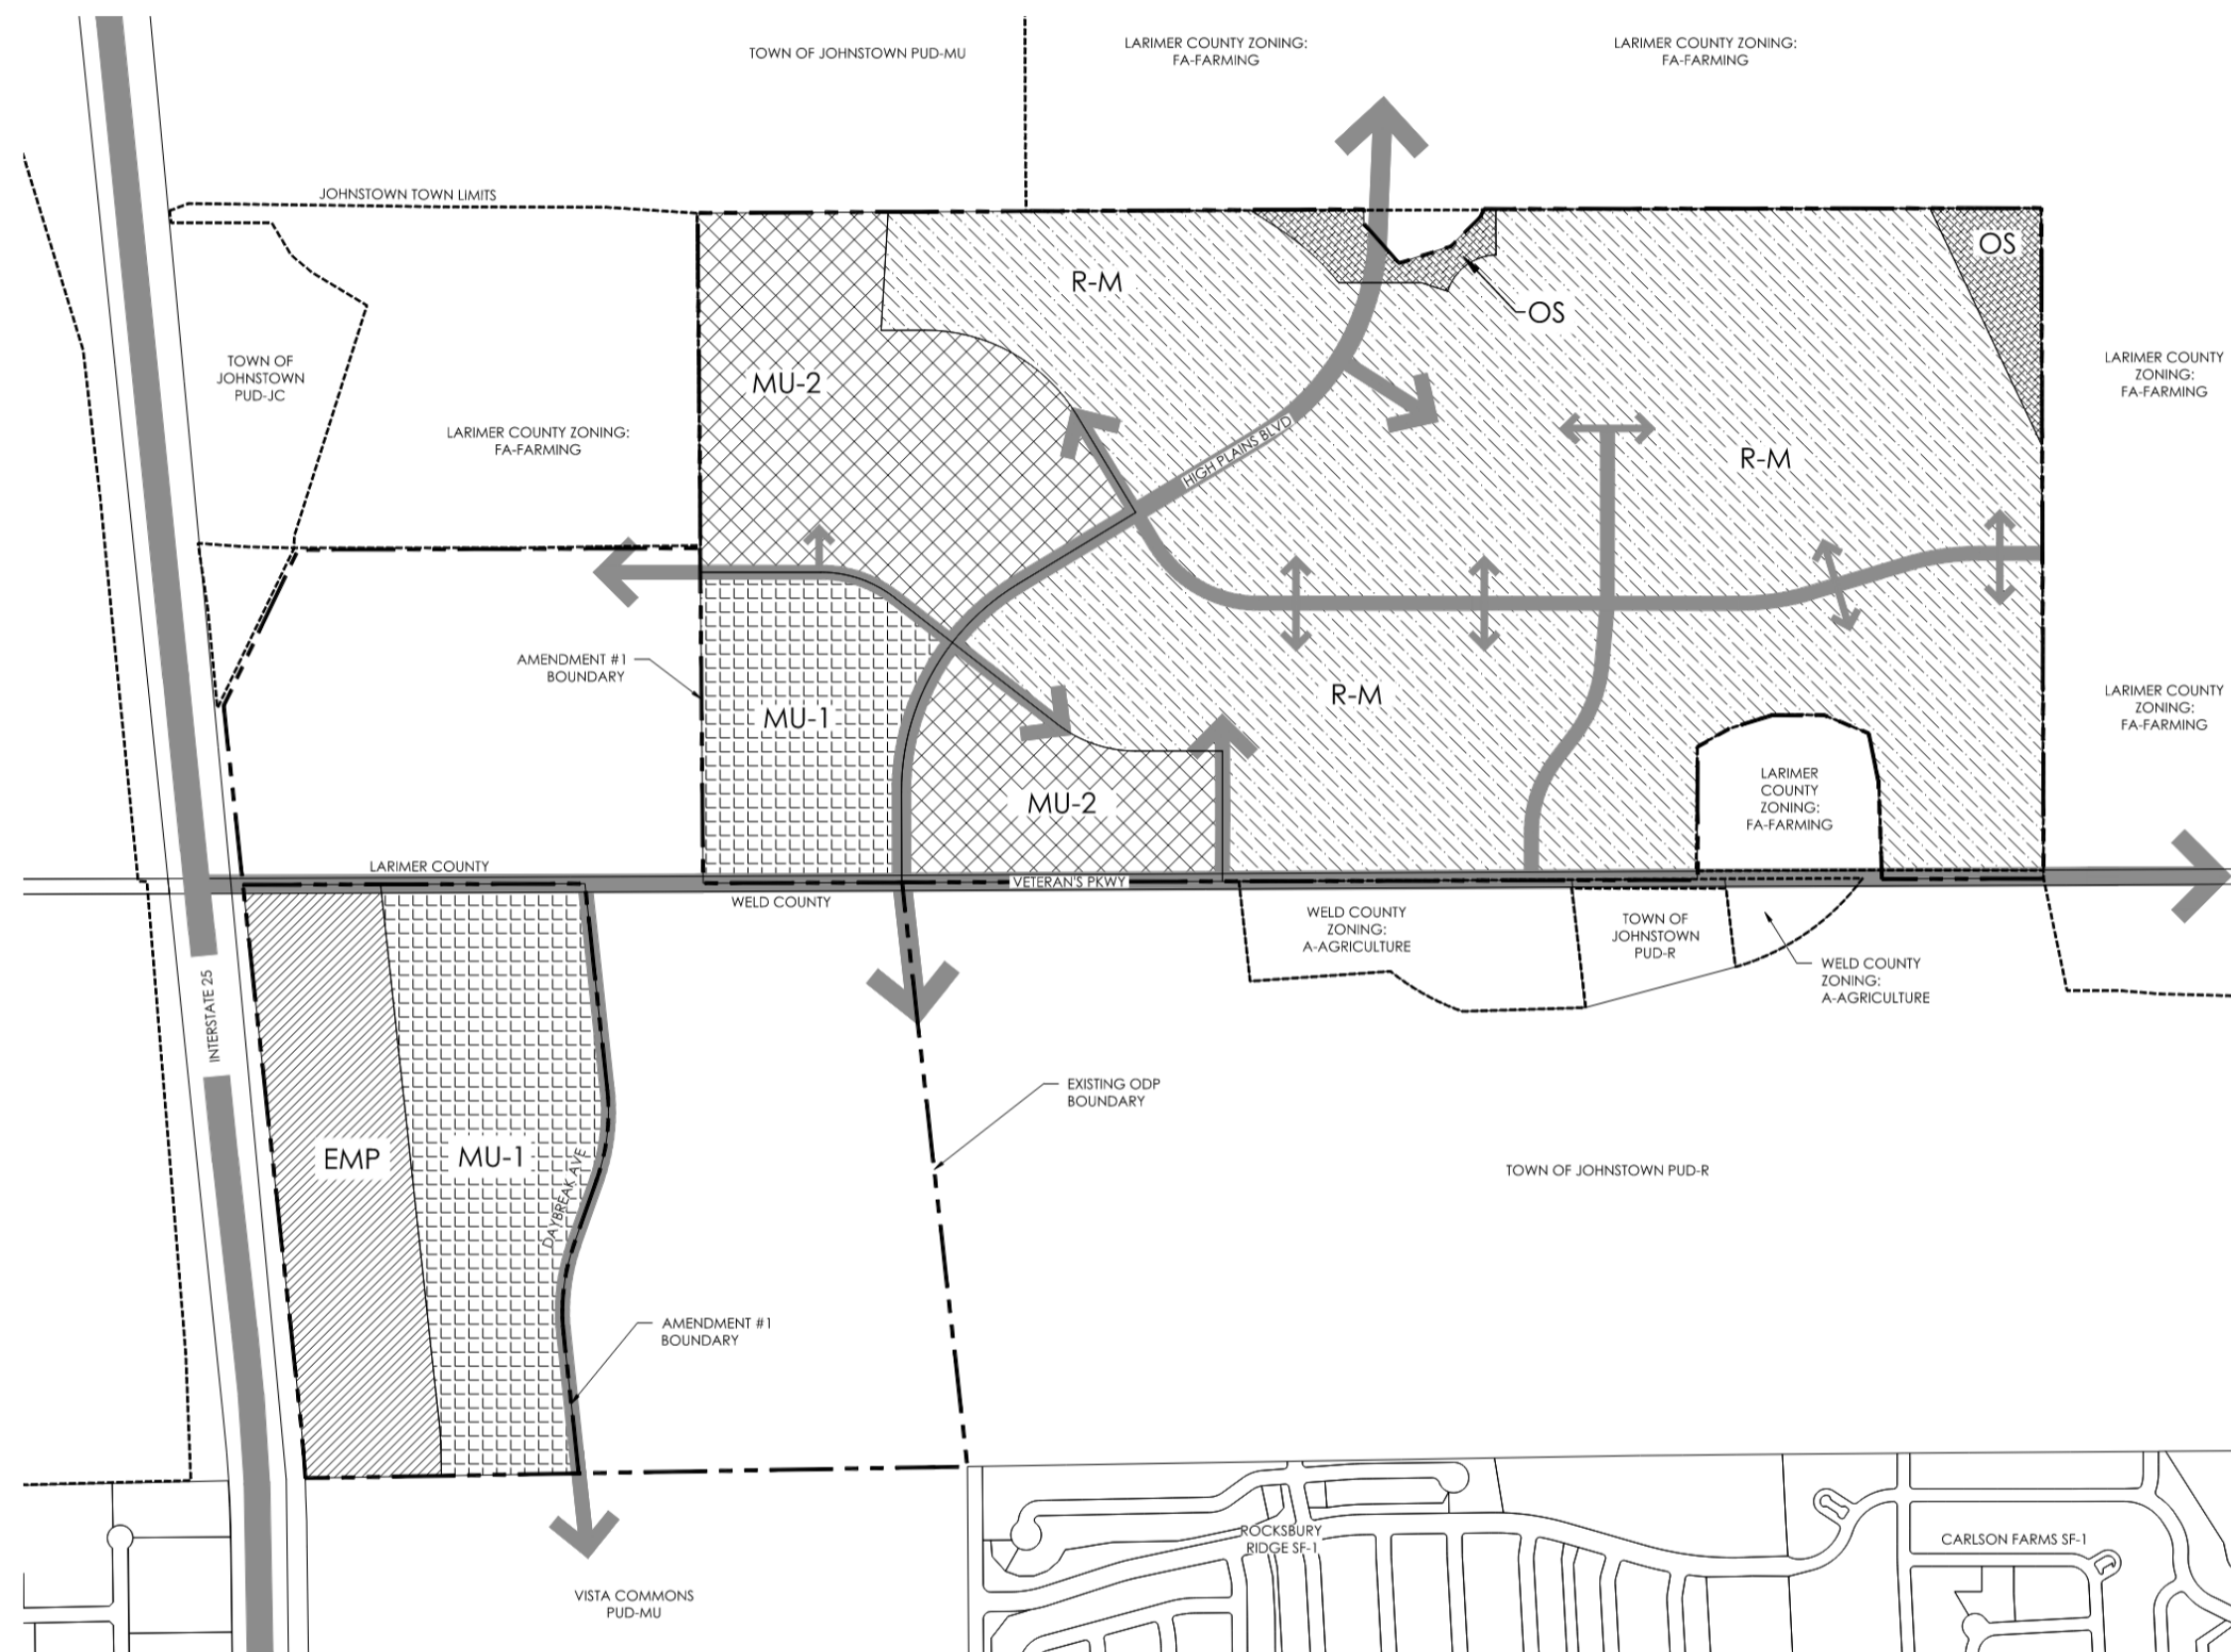 TOWN OF JOHNSTOWN PUD-MU
LARIMER COUNTY ZONING:
FA-FARMING
LARIMER COUNTY ZONING:
FA-FARMING
JOHNSTOWN TOWN LIMITS
OS
R-M
OS
TOWN OF
JOHNSTOWN
PUD-JC
MU-2
LARIMER COUNTY
ZONING:
FA-FARMING
LARIMER COUNTY ZONING:
FA-FARMING
HIGH PLAINS BLVD
R-M
AMENDMENT #1
BOUNDARY
MU-1
R-M
LARIMER COUNTY
ZONING:
FA-FARMING
MU-2
LARIMER
COUNTY
ZONING:
FA-FARMING
LARIMER COUNTY
VETERAN'S PKWY
WELD COUNTY
WELD COUNTY
ZONING:
A-AGRICULTURE
TOWN OF
JOHNSTOWN
PUD-R
WELD COUNTY
ZONING:
A-AGRICULTURE
INTERSTATE 25
EXISTING ODP
BOUNDARY
EMP
MU-1
DAYBREAK AVE
TOWN OF JOHNSTOWN PUD-R
AMENDMENT #1
BOUNDARY
ROCKSBURY
RIDGE SF-1
CARLSON FARMS SF-1
VISTA COMMONS
PUD-MU